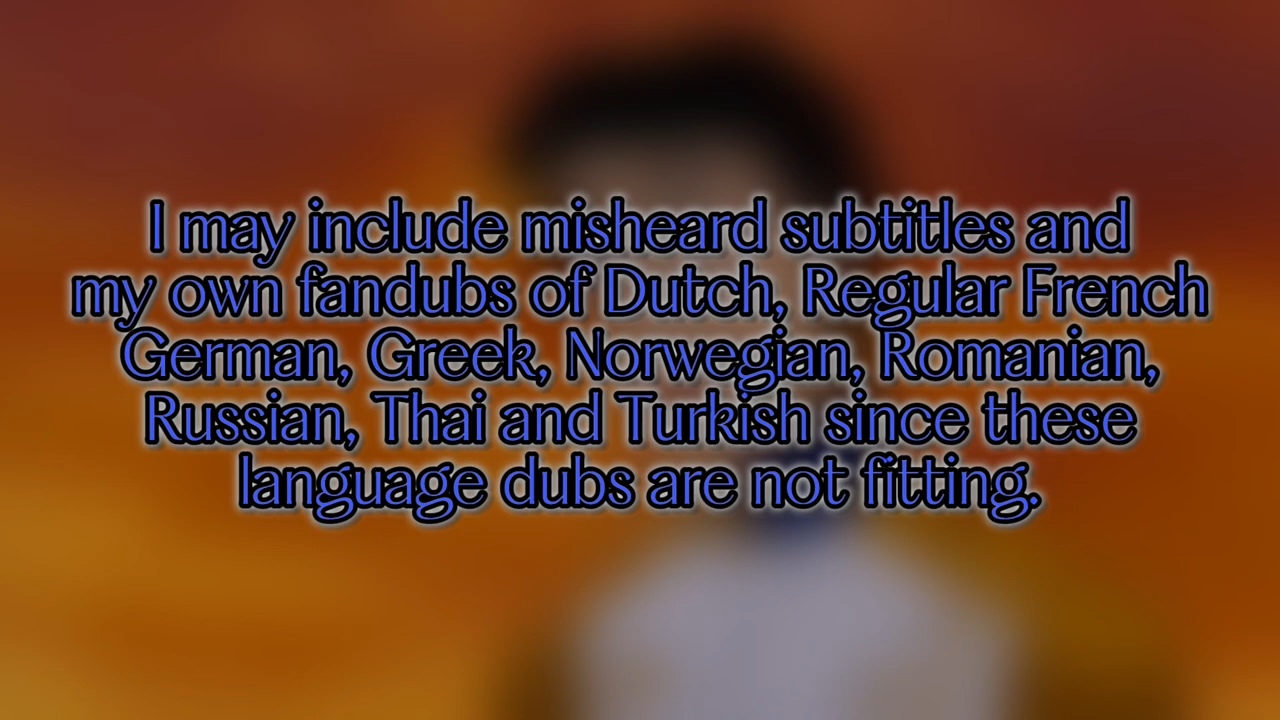 I may include misheard subtitles and
my own fandubs of Dutch, Regular French
German, Greek, Norwegian, Romanian,
Russian, Thai and Turkish since these
language dubs are not fitting.